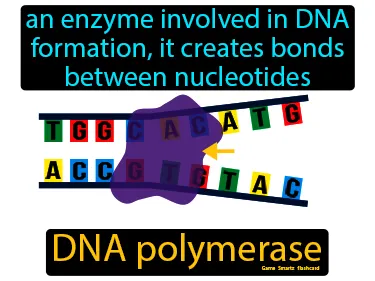 an enzyme involved in DNA
formation, it creates bonds
between nucleotides
T G G C A C A T G
A C C G T G T A C
DNA polymerase
Game Smartz flashcard